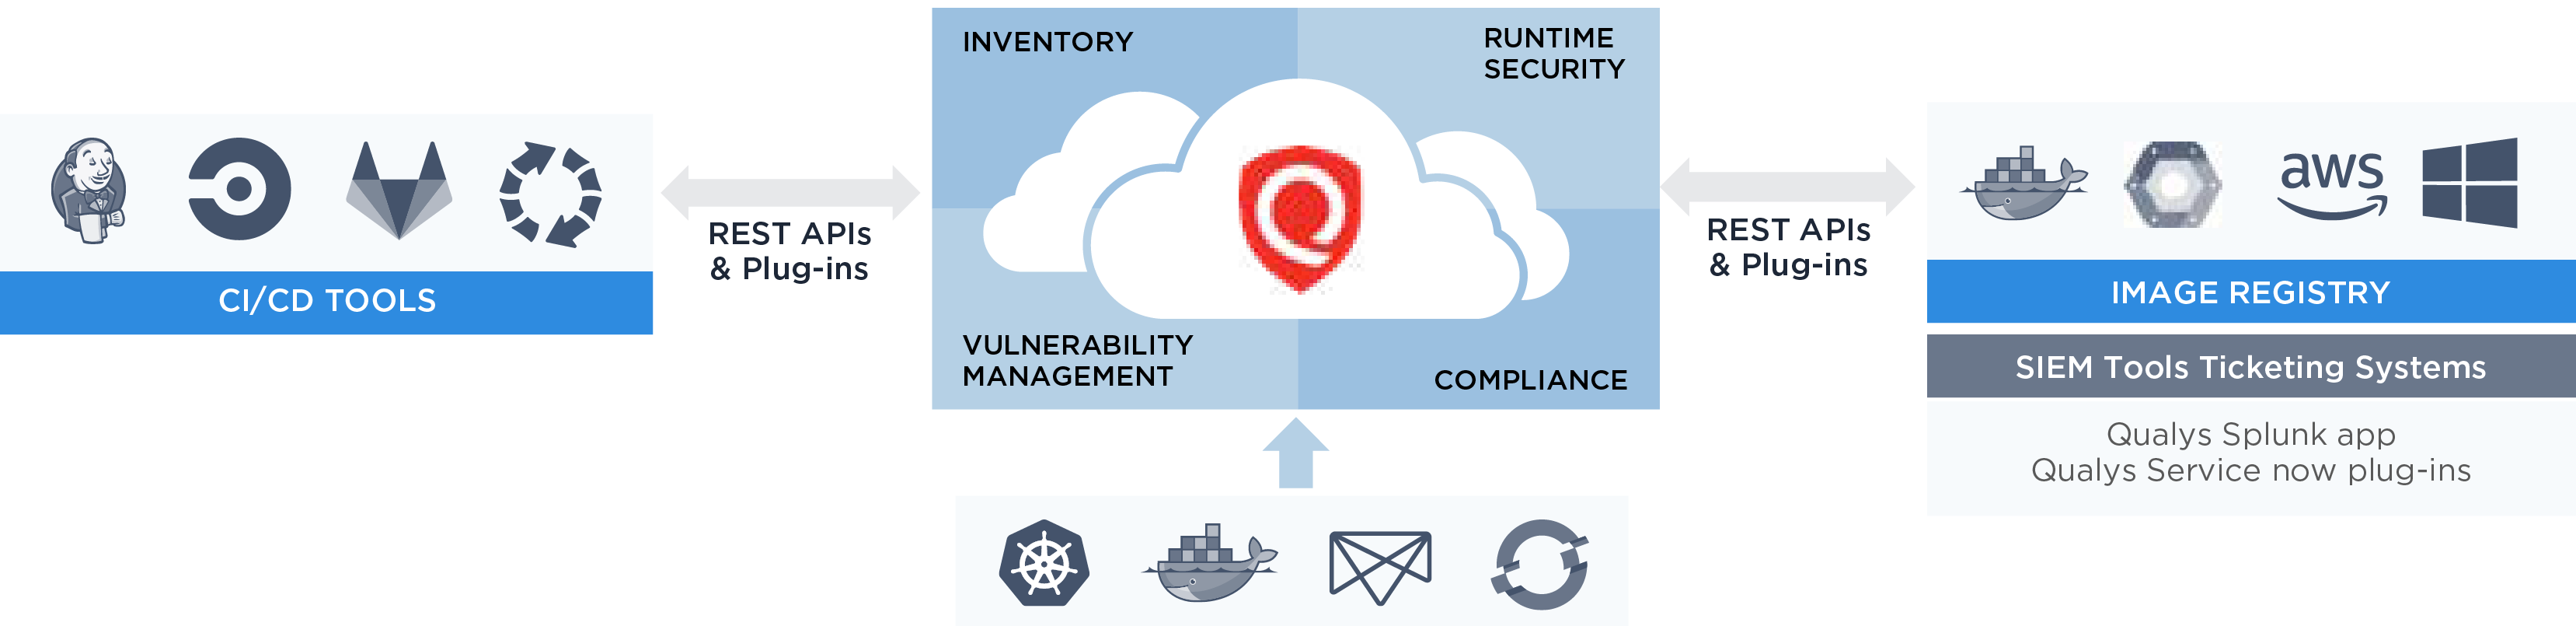 INVENTORY
RUNTIME
SECURITY
VULNERABILITY
MANAGEMENT
COMPLIANCE
CI/CD TOOLS
REST APIs
& Plug-ins
REST APIs
& Plug-ins
aws
IMAGE REGISTRY
SIEM Tools Ticketing Systems
Qualys Splunk app
Qualys Service now plug-ins